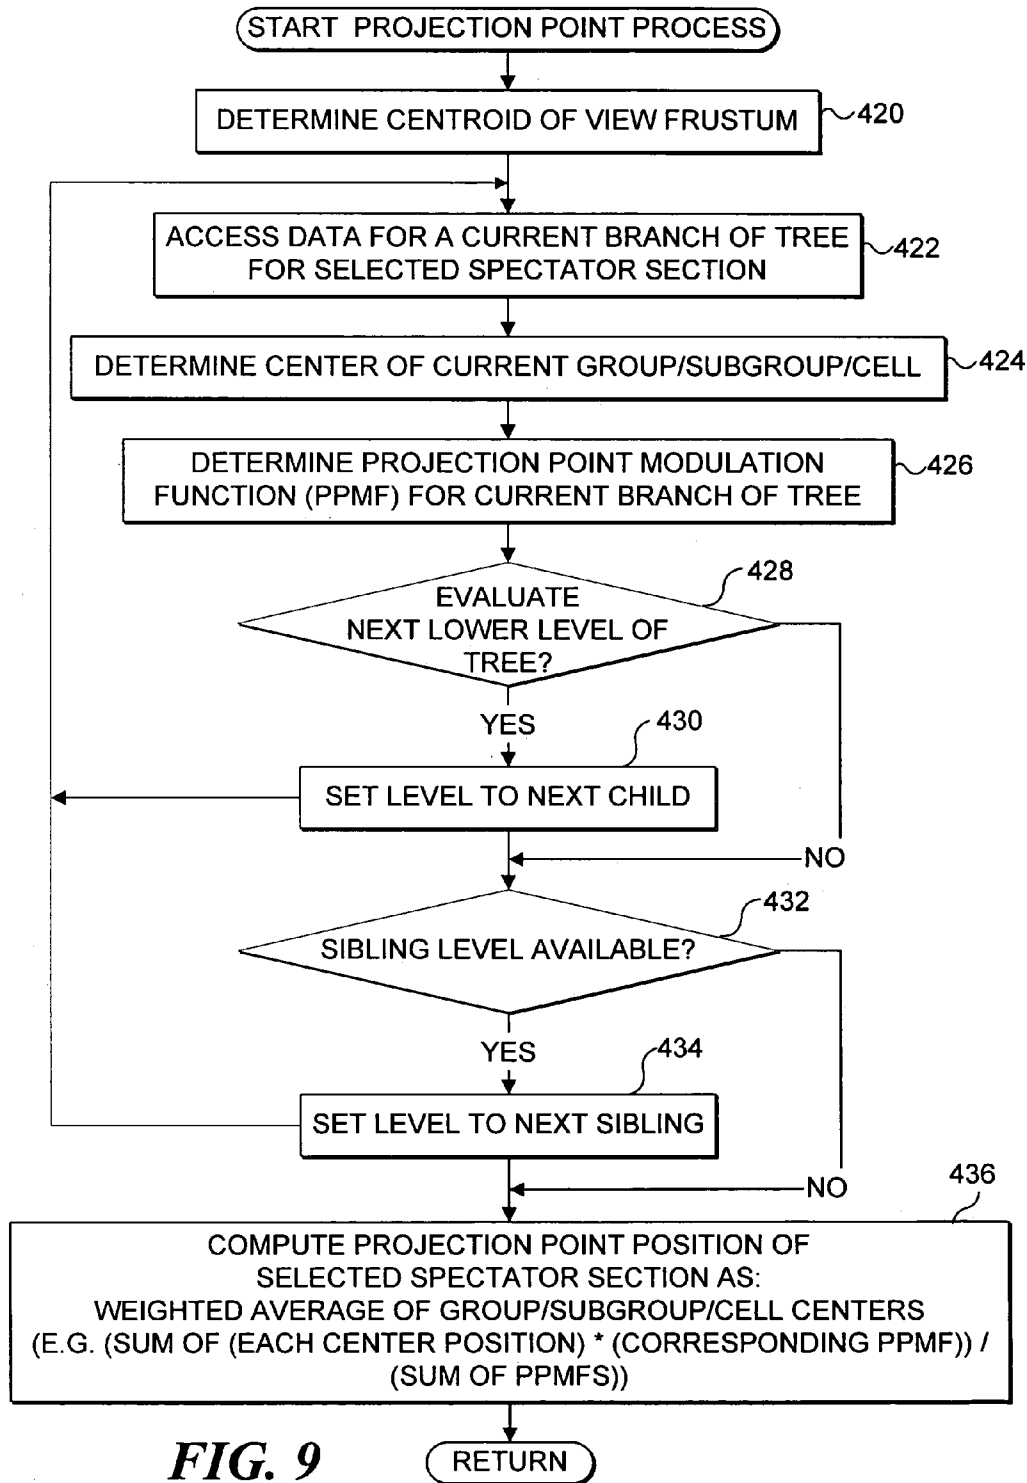 START PROJECTION POINT PROCESS
DETERMINE CENTROID OF VIEW FRUSTUM
420
ACCESS DATA FOR A CURRENT BRANCH OF TREE
FOR SELECTED SPECTATOR SECTION
422
DETERMINE CENTER OF CURRENT GROUP/SUBGROUP/CELL
424
DETERMINE PROJECTION POINT MODULATION
FUNCTION (PPMF) FOR CURRENT BRANCH OF TREE
426
428
EVALUATE
NEXT LOWER LEVEL OF
TREE?
YES
430
SET LEVEL TO NEXT CHILD
NO
432
SIBLING LEVEL AVAILABLE?
YES
434
SET LEVEL TO NEXT SIBLING
NO
436
COMPUTE PROJECTION POINT POSITION OF
SELECTED SPECTATOR SECTION AS:
WEIGHTED AVERAGE OF GROUP/SUBGROUP/CELL CENTERS
(E.G. (SUM OF (EACH CENTER POSITION) * (CORRESPONDING PPMF)) /
(SUM OF PPMFS))
FIG. 9
RETURN